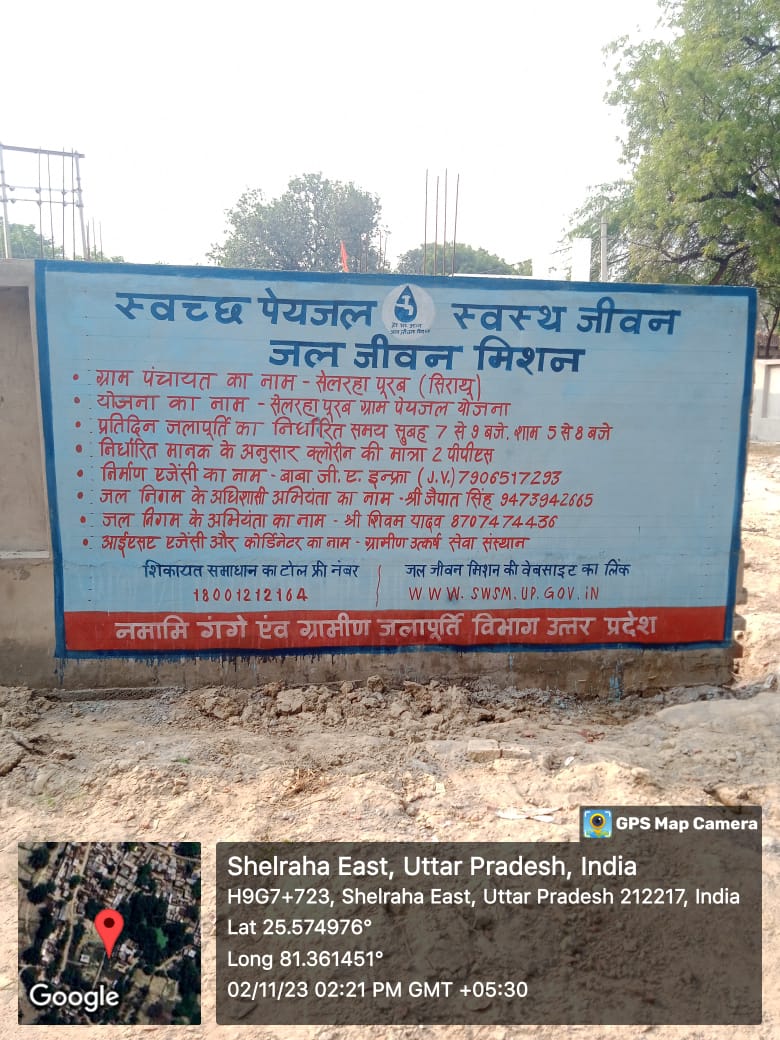 स्वच्छ पेयजल स्वस्थ जीवन
जल जीवन मिशन
• ग्राम पंचायत का नाम - सेलरहा पूरब (सिराथू)
• योजना का नाम - सेलरहा पूरब ग्राम पेयजल योजना
• प्रतिदिन जलापूर्ति का निर्धारित समय सुबह 7 से 9 बजे, शाम 5 से 8 बजे
• निर्धारित मानक के अनुसार क्लोरीन की मात्रा 2 पीपीएम
• निर्माण एजेंसी का नाम - बाबा जी. ए. इन्फ्रा (J.V.) 7906517293
• जल निगम के अधिशासी अभियंता का नाम - श्री जैपाल सिंह 9473942665
• जल निगम के अभियंता का नाम - श्री शिवम यादव 8707474436
• आईएसए एजेंसी और कोर्डिनेटर का नाम - ग्रामीण उत्कर्ष सेवा संस्थान
शिकायत समाधान का टोल फ्री नंबर
18001212164
जल जीवन मिशन की वेबसाइट का लिंक
WWW.SWSM.UP.GOV.IN
नमामि गंगे एंव ग्रामीण जलापूर्ति विभाग उत्तर प्रदेश
GPS Map Camera
Shelraha East, Uttar Pradesh, India
H9G7+723, Shelraha East, Uttar Pradesh 212217, India
Lat 25.574976°
Long 81.361451°
02/11/23 02:21 PM GMT +05:30
Google